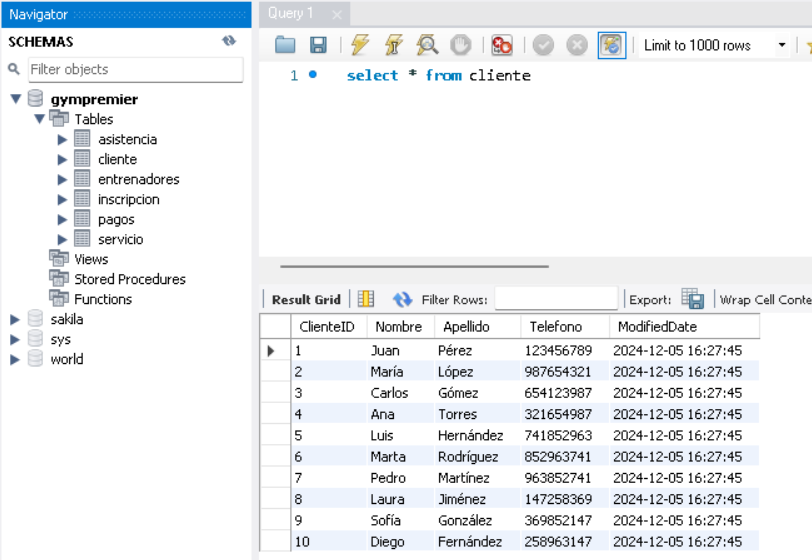 Navigator
SCHEMAS
Filter objects
gympremier
Tables
asistencia
cliente
entrenadores
inscripcion
pagos
servicio
Views
Stored Procedures
Functions
sakila
sys
world
Query 1
Limit to 1000 rows
1 select * from cliente
Result Grid Filter Rows: Export: Wrap Cell Conte
ClienteID Nombre Apellido Telefono ModifiedDate
1 Juan Pérez 123456789 2024-12-05 16:27:45
2 María López 987654321 2024-12-05 16:27:45
3 Carlos Gómez 654123987 2024-12-05 16:27:45
4 Ana Torres 321654987 2024-12-05 16:27:45
5 Luis Hernández 741852963 2024-12-05 16:27:45
6 Marta Rodríguez 852963741 2024-12-05 16:27:45
7 Pedro Martínez 963852741 2024-12-05 16:27:45
8 Laura Jiménez 147258369 2024-12-05 16:27:45
9 Sofía González 369852147 2024-12-05 16:27:45
10 Diego Fernández 258963147 2024-12-05 16:27:45